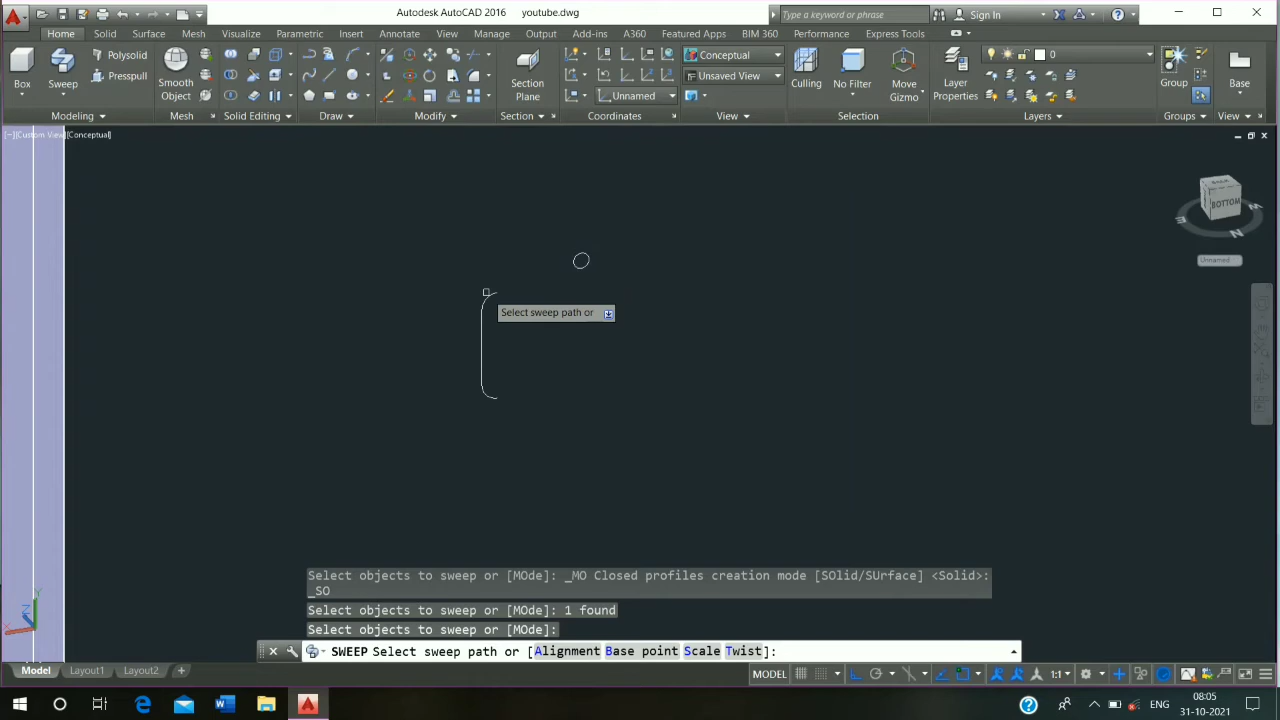 Autodesk AutoCAD 2016 youtube.dwg
Type a keyword or phrase
Sign In
Home Solid Surface Mesh Visualize Parametric Insert Annotate View Manage Output Add-ins A360 Featured Apps BIM 360 Performance Express Tools
Box
Sweep
Polysolid
Presspull
Smooth
Object
Section
Plane
Unnamed
Conceptual
Unsaved View
Culling
No Filter
Move
Gizmo
Layer
Properties
0
Group
Base
Modeling
Mesh
Solid Editing
Draw
Modify
Section
Coordinates
View
Selection
Layers
Groups
View
[−][Custom View][Conceptual]
BOTTOM
Unnamed
Select sweep path or
Select objects to sweep or [MOde]: _MO Closed profiles creation mode [SOlid/SUrface] <Solid>:
_SO
Select objects to sweep or [MOde]: 1 found
Select objects to sweep or [MOde]:
SWEEP Select sweep path or [Alignment Base point Scale Twist]:
Model Layout1 Layout2 +
MODEL
1:1
ENG
08:05
31-10-2021